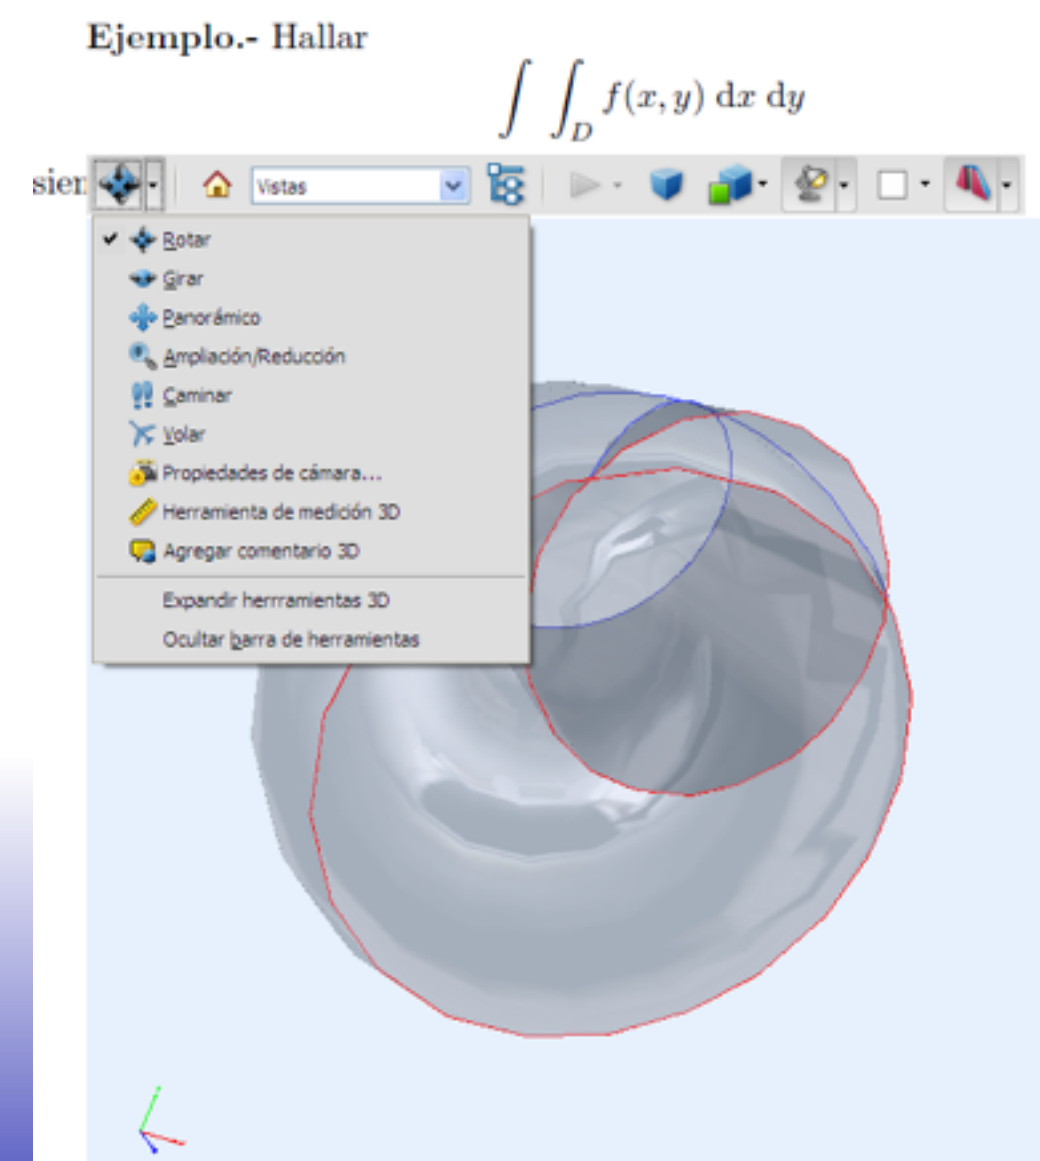 Ejemplo.- Hallar
∫ ∫_D f(x, y) dx dy
sien
Vistas
Rotar
Girar
Panorámico
Ampliación/Reducción
Caminar
Volar
Propiedades de cámara...
Herramienta de medición 3D
Agregar comentario 3D
Expandir herrramientas 3D
Ocultar barra de herramientas